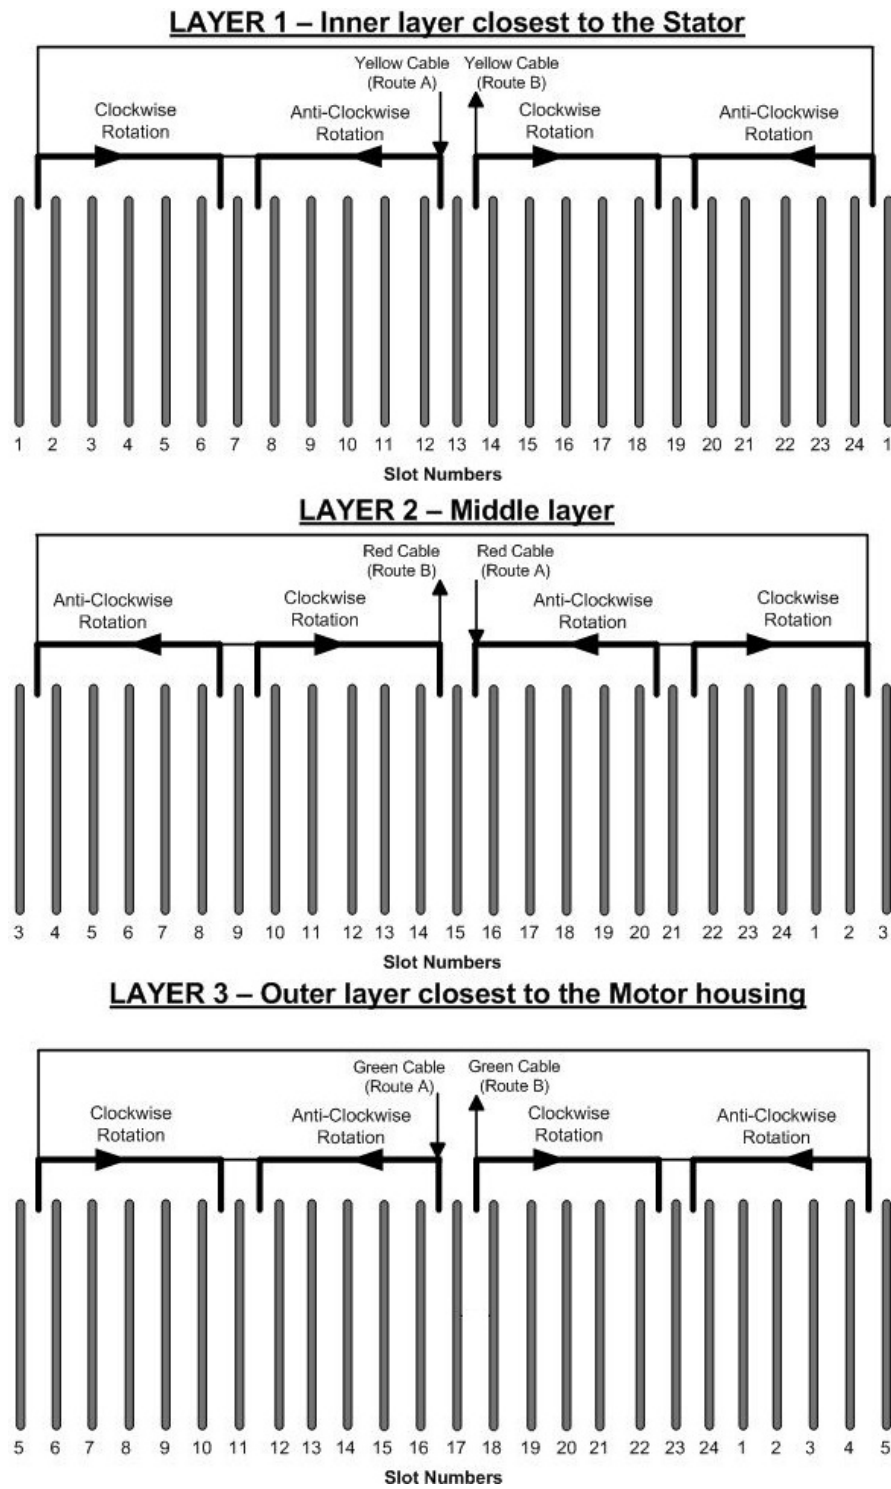 LAYER 1 – Inner layer closest to the Stator
Yellow Cable Yellow Cable
(Route A) (Route B)
Clockwise Anti-Clockwise Clockwise Anti-Clockwise
Rotation Rotation Rotation Rotation
1 2 3 4 5 6 7 8 9 10 11 12 13 14 15 16 17 18 19 20 21 22 23 24 1
Slot Numbers
LAYER 2 – Middle layer
Red Cable Red Cable
(Route B) (Route A)
Anti-Clockwise Clockwise Anti-Clockwise Clockwise
Rotation Rotation Rotation Rotation
3 4 5 6 7 8 9 10 11 12 13 14 15 16 17 18 19 20 21 22 23 24 1 2 3
Slot Numbers
LAYER 3 – Outer layer closest to the Motor housing
Green Cable Green Cable
(Route A) (Route B)
Clockwise Anti-Clockwise Clockwise Anti-Clockwise
Rotation Rotation Rotation Rotation
5 6 7 8 9 10 11 12 13 14 15 16 17 18 19 20 21 22 23 24 1 2 3 4 5
Slot Numbers